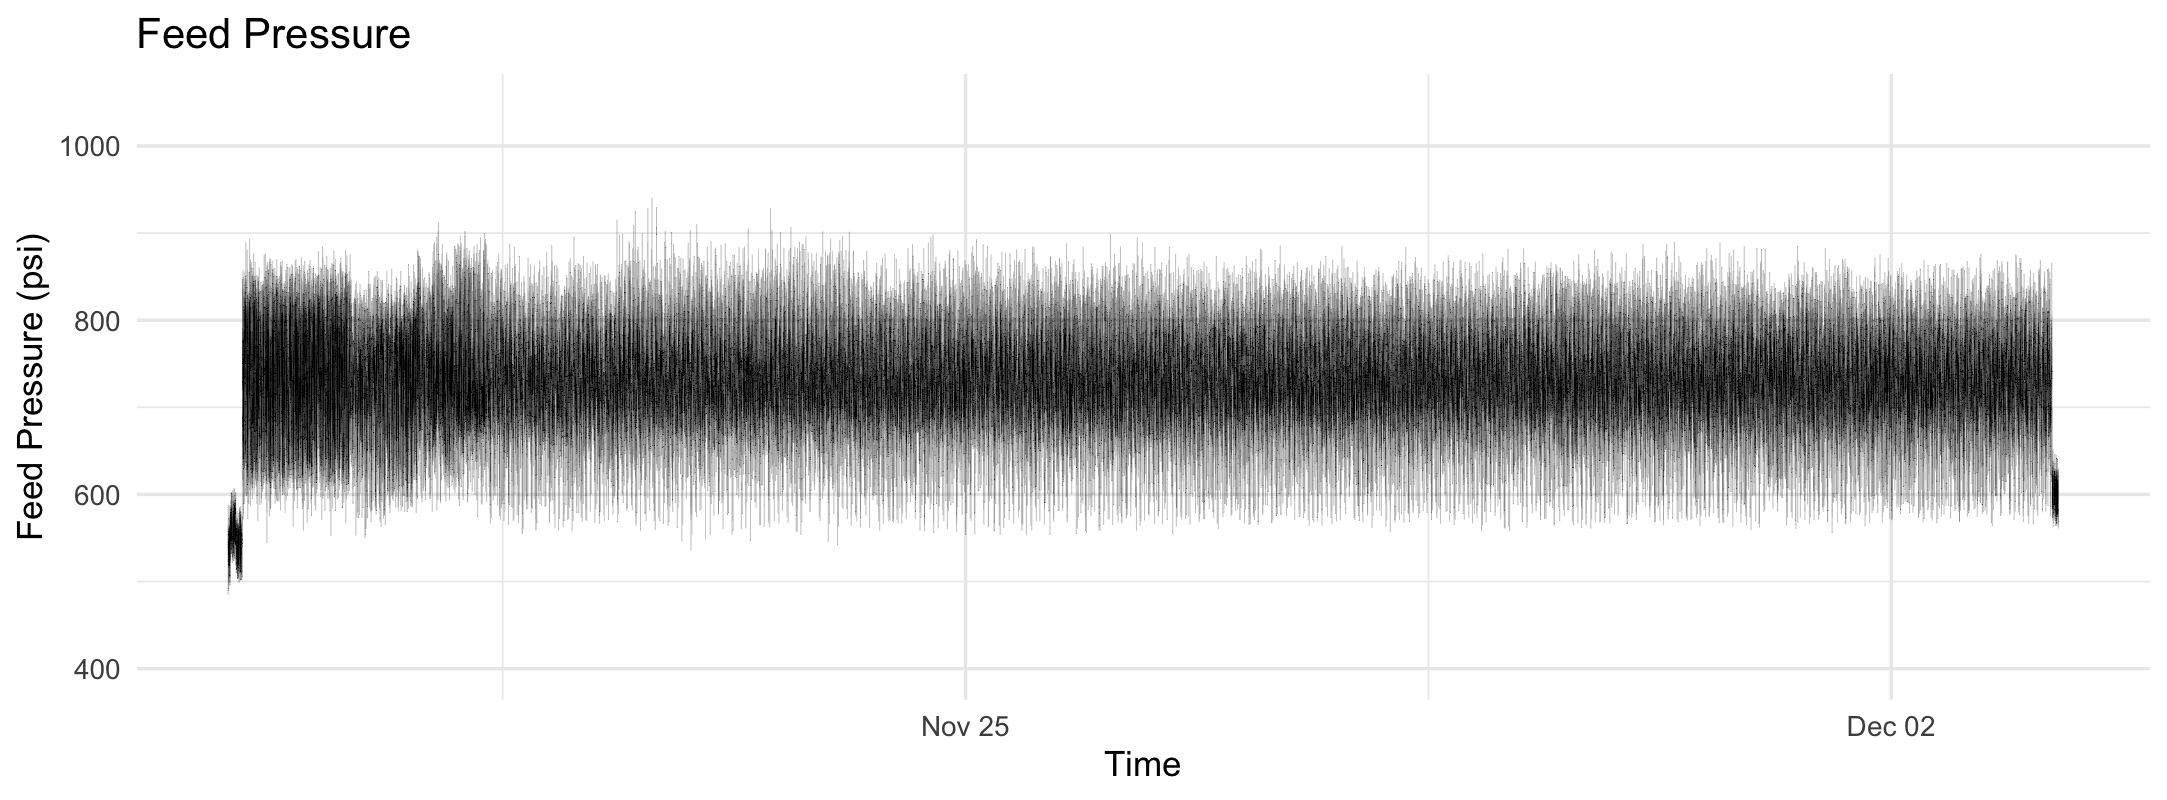 Feed Pressure
Feed Pressure (psi)
1000
800
600
400
Nov 25
Dec 02
Time